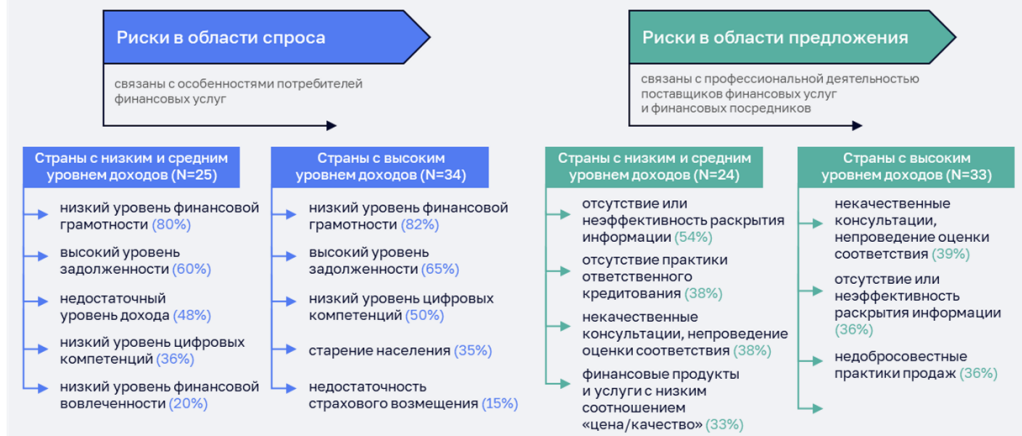 Риски в области спроса
связаны с особенностями потребителей
финансовых услуг
Страны с низким и средним
уровнем доходов (N=25)
низкий уровень финансовой
грамотности (80%)
высокий уровень
задолженности (60%)
недостаточный
уровень дохода (48%)
низкий уровень цифровых
компетенций (36%)
низкий уровень финансовой
вовлеченности (20%)
Страны с высоким
уровнем доходов (N=34)
низкий уровень финансовой
грамотности (82%)
высокий уровень
задолженности (65%)
низкий уровень цифровых
компетенций (50%)
старение населения (35%)
недостаточность
страхового возмещения (15%)
Риски в области предложения
связаны с профессиональной деятельностью
поставщиков финансовых услуг
и финансовых посредников
Страны с низким и средним
уровнем доходов (N=24)
отсутствие или
неэффективность раскрытия
информации (54%)
отсутствие практики
ответственного
кредитования (38%)
некачественные
консультации, непроведение
оценки соответствия (38%)
финансовые продукты
и услуги с низким
соотношением
«цена/качество» (33%)
Страны с высоким
уровнем доходов (N=33)
некачественные
консультации,
непроведение оценки
соответствия (39%)
отсутствие или
неэффективность
раскрытия информации
(36%)
недобросовестные
практики продаж (36%)